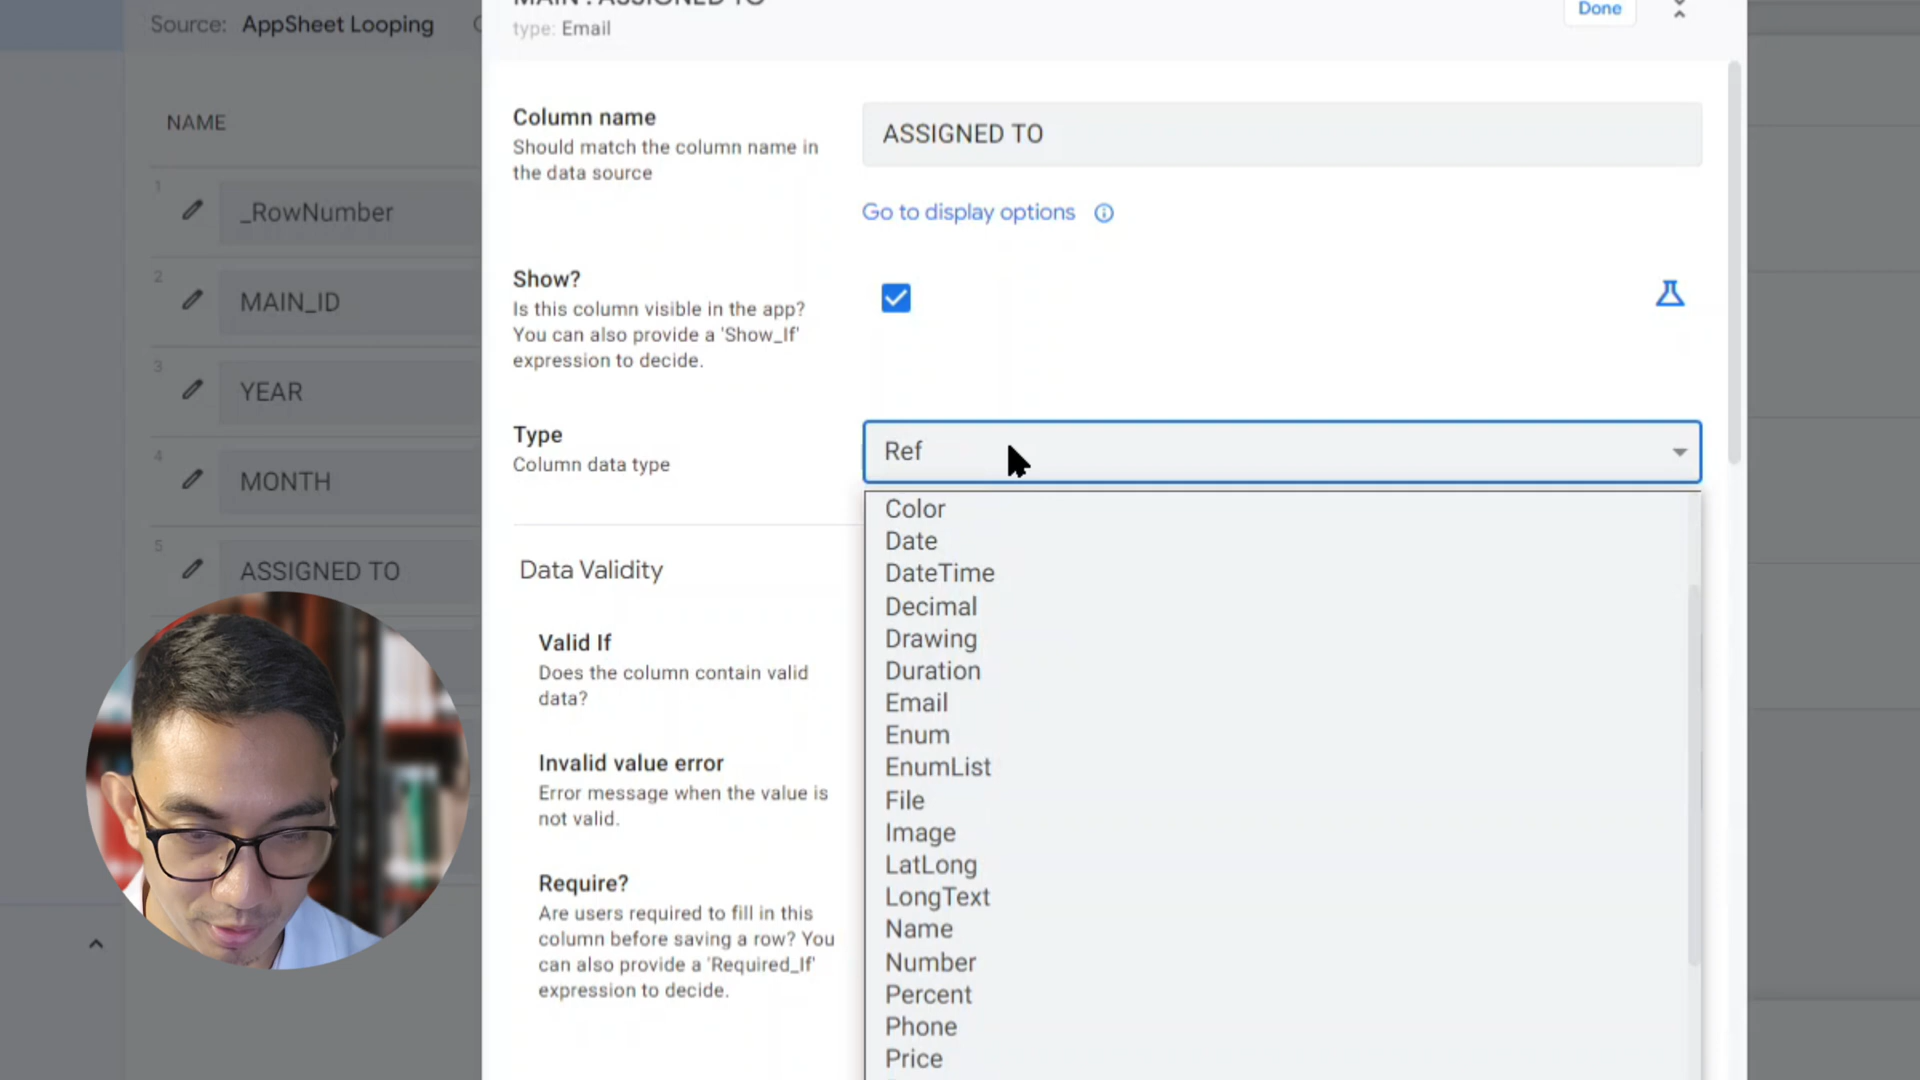 Source: AppSheet Looping
MAIN : ASSIGNED TO
Done
type: Email
NAME
1
_RowNumber
2
MAIN_ID
3
YEAR
4
MONTH
5
ASSIGNED TO
Column name
Should match the column name in
the data source
ASSIGNED TO
Go to display options
Show?
Is this column visible in the app?
You can also provide a 'Show_If'
expression to decide.
Type
Column data type
Ref
Color
Date
DateTime
Decimal
Drawing
Duration
Email
Enum
EnumList
File
Image
LatLong
LongText
Name
Number
Percent
Phone
Price
Data Validity
Valid If
Does the column contain valid
data?
Invalid value error
Error message when the value is
not valid.
Require?
Are users required to fill in this
column before saving a row? You
can also provide a 'Required_If'
expression to decide.